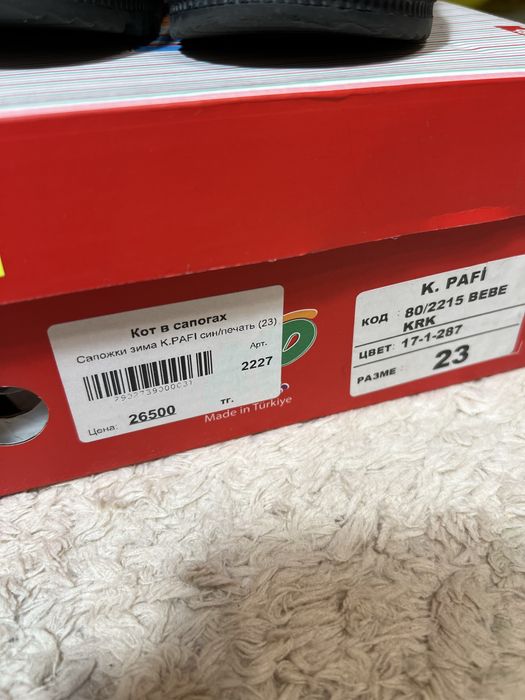 Кот в сапогах
Сапожки зима K.PAFI син/печать (23)
Арт.
2227
Цена: 26500 тг.
Made in Türkiye
K. PAFİ
КОД : 80/2215 BEBE
KRK
ЦВЕТ: 17-1-287
РАЗМЕ : 23